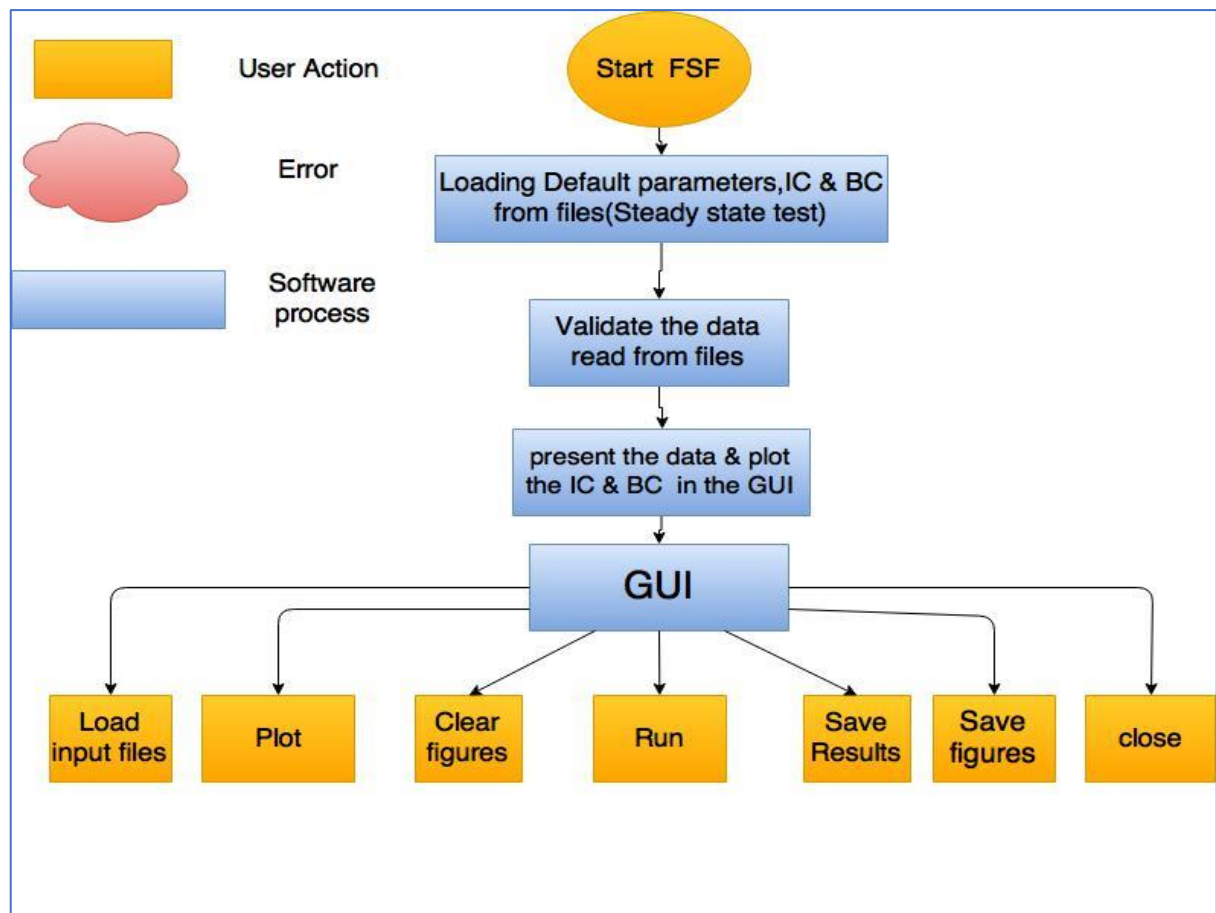 User Action
Error
Software
process
Start FSF
Loading Default parameters,IC & BC
from files(Steady state test)
Validate the data
read from files
present the data & plot
the IC & BC in the GUI
GUI
Load
input files
Plot
Clear
figures
Run
Save
Results
Save
figures
close